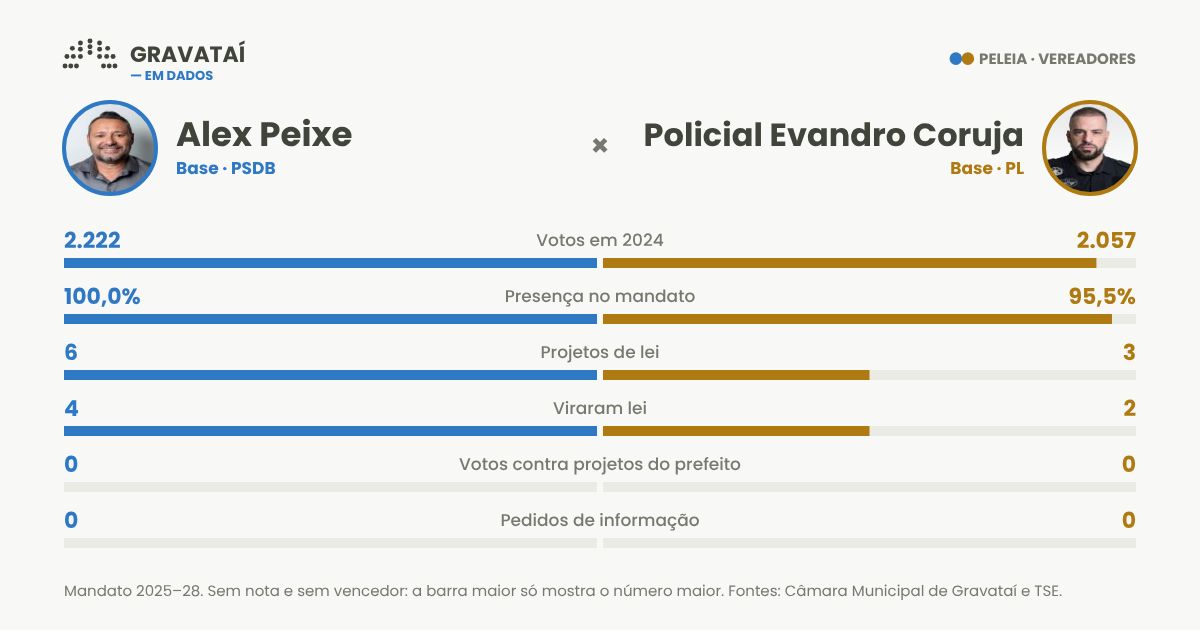 GRAVATAÍ
— EM DADOS
PELEIA · VEREADORES
Alex Peixe
Base · PSDB
×
Policial Evandro Coruja
Base · PL
2.222 Votos em 2024 2.057
100,0% Presença no mandato 95,5%
6 Projetos de lei 3
4 Viraram lei 2
0 Votos contra projetos do prefeito 0
0 Pedidos de informação 0
Mandato 2025–28. Sem nota e sem vencedor: a barra maior só mostra o número maior. Fontes: Câmara Municipal de Gravataí e TSE.